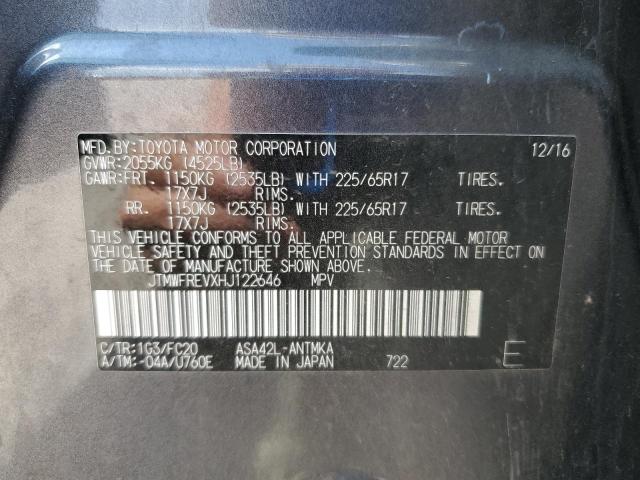 MFD.BY:TOYOTA MOTOR CORPORATION 12/16
GVWR:2055KG (4525LB)
GAWR:FRT. 1150KG (2535LB) WITH 225/65R17 TIRES.
17X7J RIMS.
RR. 1150KG (2535LB) WITH 225/65R17 TIRES.
17X7J RIMS.
THIS VEHICLE CONFORMS TO ALL APPLICABLE FEDERAL MOTOR
VEHICLE SAFETY AND THEFT PREVENTION STANDARDS IN EFFECT ON
THE DATE OF MANUFACTURE SHOWN ABOVE.
JTMWFREVXHJ122646 MPV
C/TR:1G3/FC20 ASA42L-ANTMKA
A/TM:-04A/U760E MADE IN JAPAN 722 E